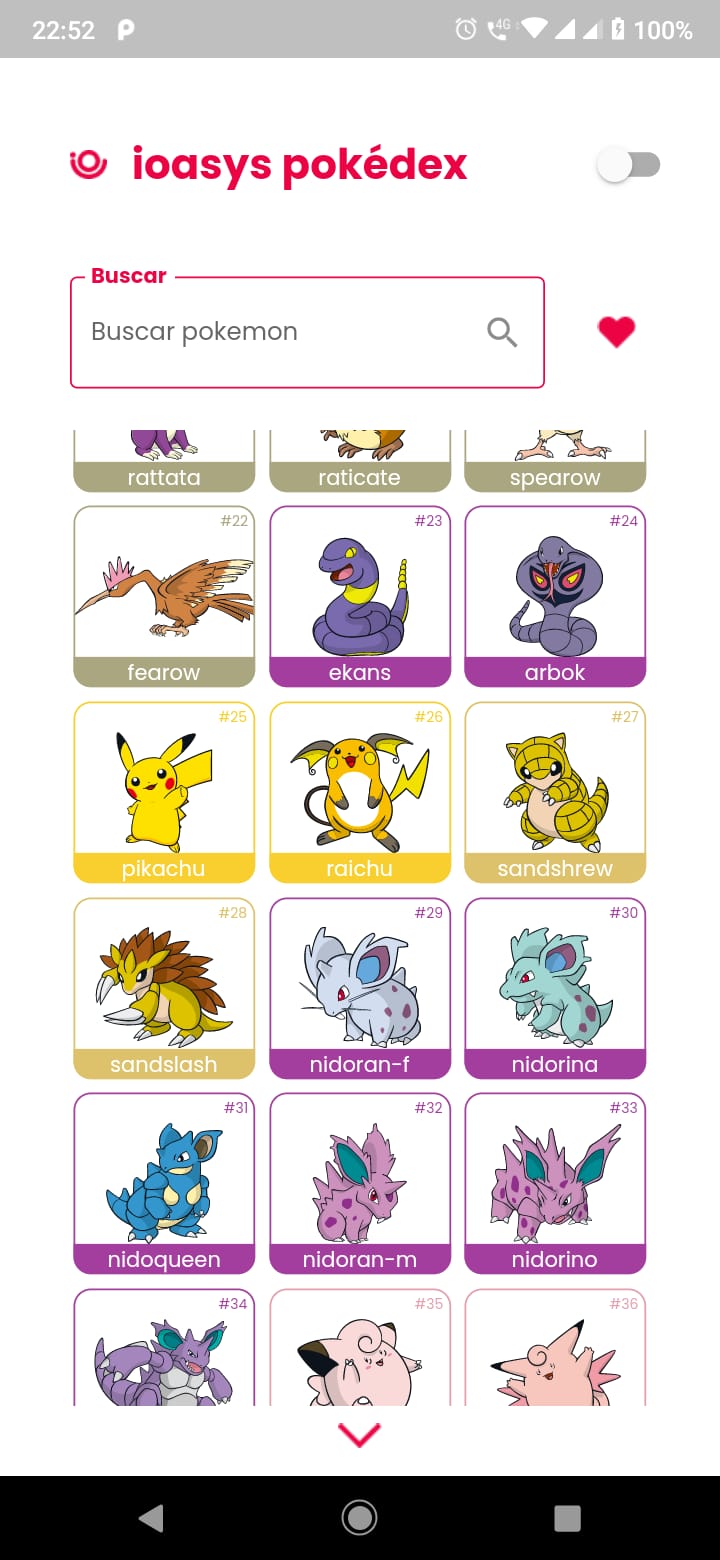 22:52 4G 100%
ioasys pokédex
Buscar
Buscar pokemon
rattata raticate spearow
#22 #23 #24
fearow ekans arbok
#25 #26 #27
pikachu raichu sandshrew
#28 #29 #30
sandslash nidoran-f nidorina
#31 #32 #33
nidoqueen nidoran-m nidorino
#34 #35 #36